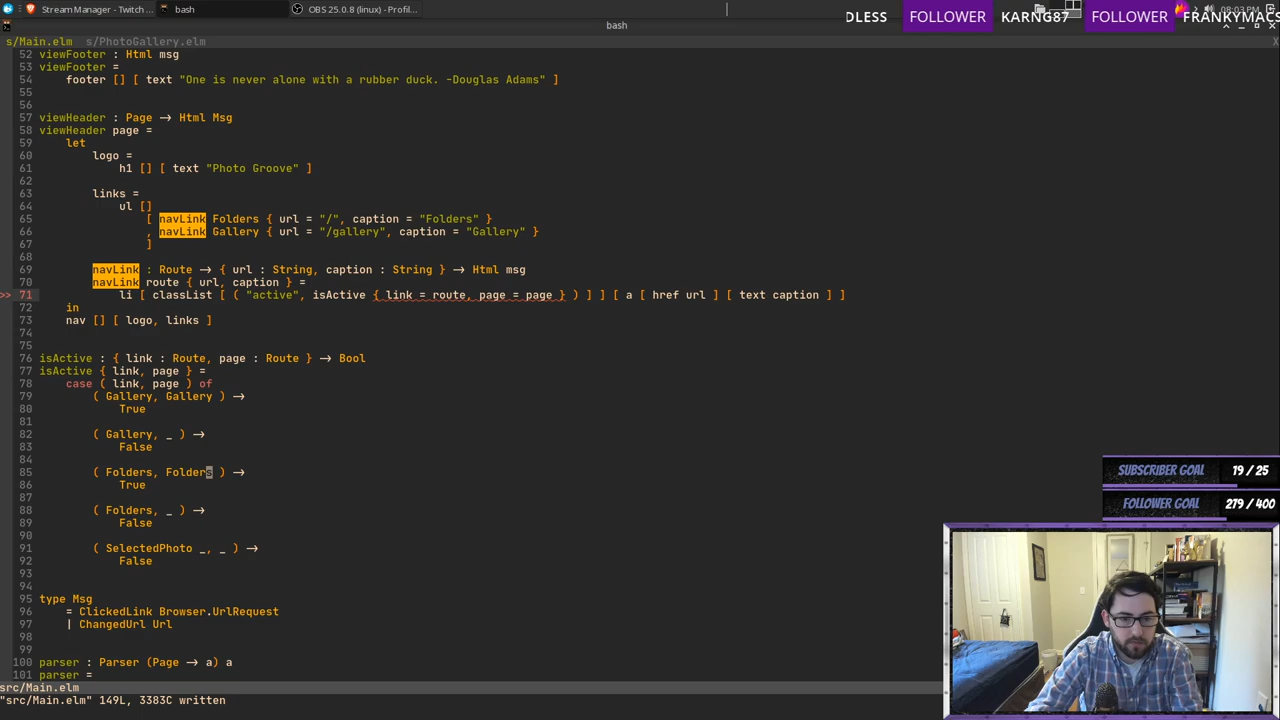 Stream Manager - Twitch ...
bash
OBS 25.0.8 (linux) - Profil...
08:03 PM
DLESS
FOLLOWER
KARNG87
FOLLOWER
FRANKYMACS
bash
s/Main.elm s/PhotoGallery.elm
X
52 viewFooter : Html msg
53 viewFooter =
54 footer [] [ text "One is never alone with a rubber duck. -Douglas Adams" ]
55
56
57 viewHeader : Page → Html Msg
58 viewHeader page =
59 let
60 logo =
61 h1 [] [ text "Photo Groove" ]
62
63 links =
64 ul []
65 [ navLink Folders { url = "/", caption = "Folders" }
66 , navLink Gallery { url = "/gallery", caption = "Gallery" }
67 ]
68
69 navLink : Route → { url : String, caption : String } → Html msg
70 navLink route { url, caption } =
>> 71 li [ classList [ ( "active", isActive { link = route, page = page } ) ] ] [ a [ href url ] [ text caption ] ]
72 in
73 nav [] [ logo, links ]
74
75
76 isActive : { link : Route, page : Route } → Bool
77 isActive { link, page } =
78 case ( link, page ) of
79 ( Gallery, Gallery ) →
80 True
81
82 ( Gallery, _ ) →
83 False
84
85 ( Folders, Folders ) →
86 True
87
88 ( Folders, _ ) →
89 False
90
91 ( SelectedPhoto _, _ ) →
92 False
93
94
95 type Msg
96 = ClickedLink Browser.UrlRequest
97 | ChangedUrl Url
98
99
100 parser : Parser (Page → a) a
101 parser =
src/Main.elm
"src/Main.elm" 149L, 3383C written
SUBSCRIBER GOAL 19 / 25
FOLLOWER GOAL 279 / 400